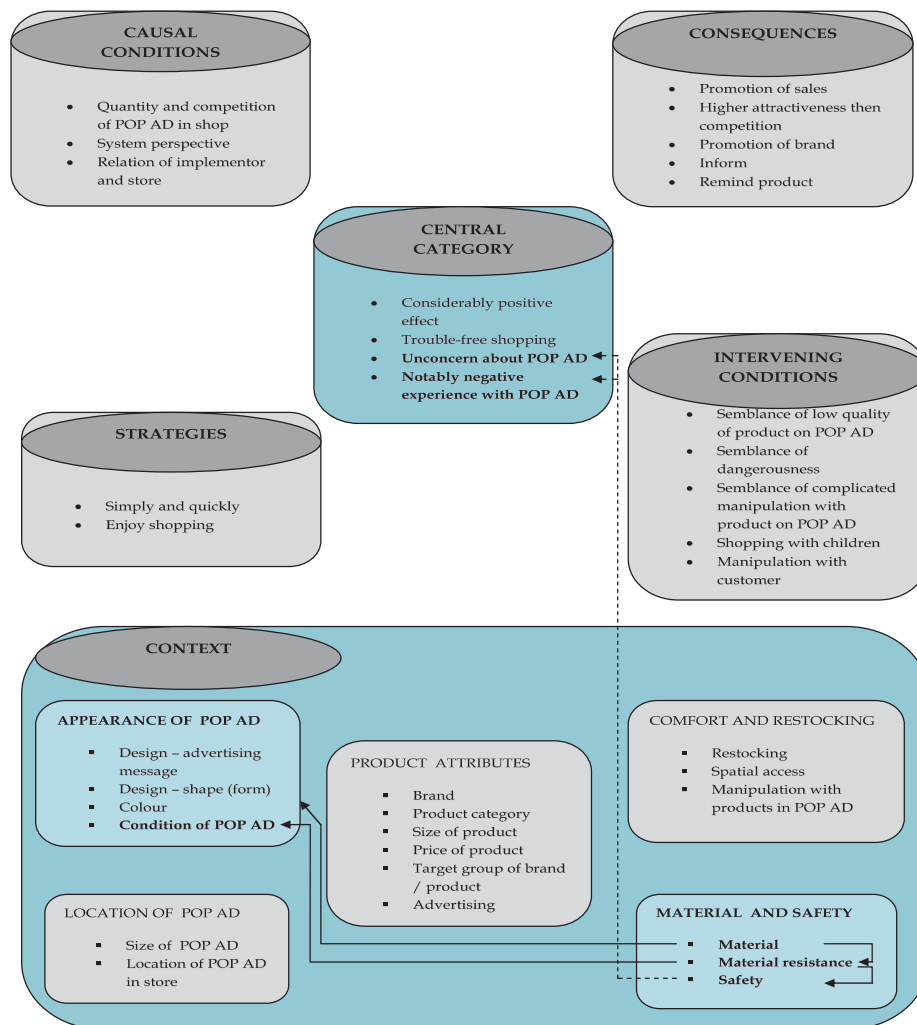 CAUSAL
CONDITIONS
• Quantity and competition
of POP AD in shop
• System perspective
• Relation of implementor
and store
CONSEQUENCES
• Promotion of sales
• Higher attractiveness then
competition
• Promotion of brand
• Inform
• Remind product
CENTRAL
CATEGORY
• Considerably positive
effect
• Trouble-free shopping
• Unconcern about POP AD
• Notably negative
experience with POP AD
INTERVENING
CONDITIONS
• Semblance of low quality
of product on POP AD
• Semblance of
dangerousness
• Semblance of complicated
manipulation with
product on POP AD
• Shopping with children
• Manipulation with
customer
STRATEGIES
• Simply and quickly
• Enjoy shopping
CONTEXT
APPEARANCE OF POP AD
▪ Design – advertising
message
▪ Design – shape (form)
▪ Colour
▪ Condition of POP AD
PRODUCT ATTRIBUTES
▪ Brand
▪ Product category
▪ Size of product
▪ Price of product
▪ Target group of brand
/ product
▪ Advertising
COMFORT AND RESTOCKING
▪ Restocking
▪ Spatial access
▪ Manipulation with
products in POP AD
LOCATION OF POP AD
▪ Size of POP AD
▪ Location of POP AD
in store
MATERIAL AND SAFETY
▪ Material
▪ Material resistance
▪ Safety